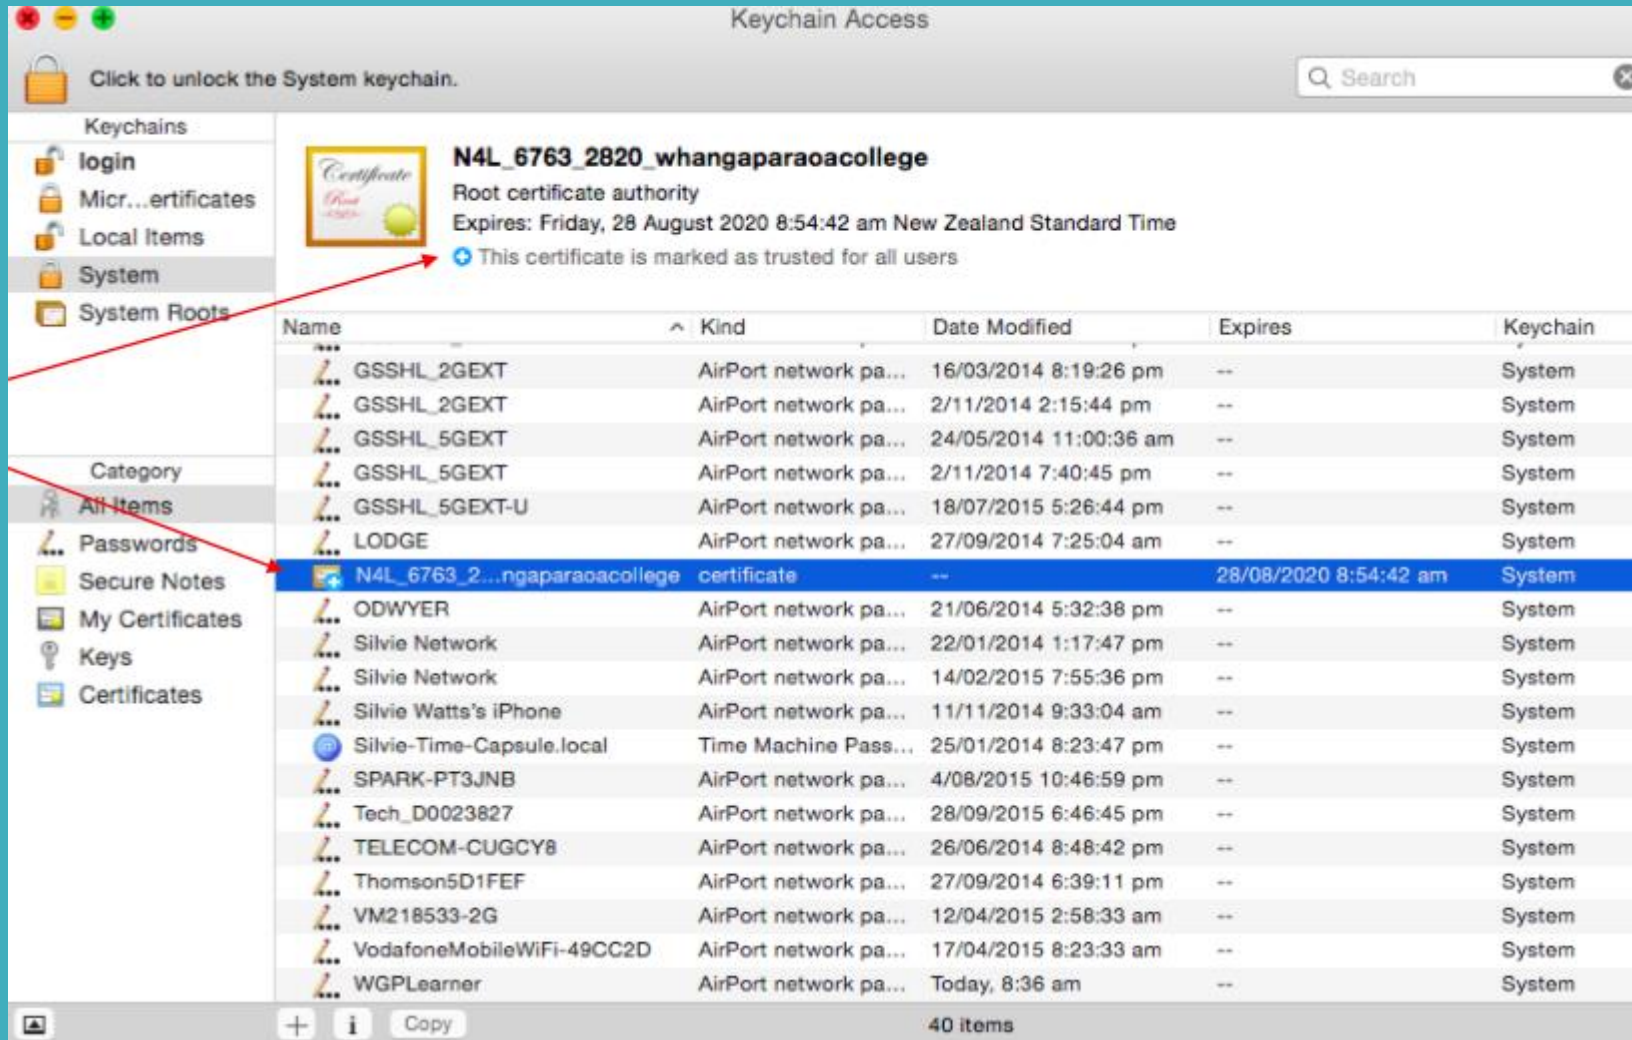 Keychain Access
Click to unlock the System keychain.
Search
Keychains
login
Micr...ertificates
Local Items
System
System Roots
Category
All Items
Passwords
Secure Notes
My Certificates
Keys
Certificates
Certificate
Root
N4L_6763_2820_whangaparaoacollege
Root certificate authority
Expires: Friday, 28 August 2020 8:54:42 am New Zealand Standard Time
This certificate is marked as trusted for all users
Name Kind Date Modified Expires Keychain
GSSHL_2GEXT AirPort network pa... 16/03/2014 8:19:26 pm -- System
GSSHL_2GEXT AirPort network pa... 2/11/2014 2:15:44 pm -- System
GSSHL_5GEXT AirPort network pa... 24/05/2014 11:00:36 am -- System
GSSHL_5GEXT AirPort network pa... 2/11/2014 7:40:45 pm -- System
GSSHL_5GEXT-U AirPort network pa... 18/07/2015 5:26:44 pm -- System
LODGE AirPort network pa... 27/09/2014 7:25:04 am -- System
N4L_6763_2...ngaparaoacollege certificate -- 28/08/2020 8:54:42 am System
ODWYER AirPort network pa... 21/06/2014 5:32:38 pm -- System
Silvie Network AirPort network pa... 22/01/2014 1:17:47 pm -- System
Silvie Network AirPort network pa... 14/02/2015 7:55:36 pm -- System
Silvie Watts's iPhone AirPort network pa... 11/11/2014 9:33:04 am -- System
Silvie-Time-Capsule.local Time Machine Pass... 25/01/2014 8:23:47 pm -- System
SPARK-PT3JNB AirPort network pa... 4/08/2015 10:46:59 pm -- System
Tech_D0023827 AirPort network pa... 28/09/2015 6:46:45 pm -- System
TELECOM-CUGCY8 AirPort network pa... 26/06/2014 8:48:42 pm -- System
Thomson5D1FEF AirPort network pa... 27/09/2014 6:39:11 pm -- System
VM218533-2G AirPort network pa... 12/04/2015 2:58:33 am -- System
VodafoneMobileWiFi-49CC2D AirPort network pa... 17/04/2015 8:23:33 am -- System
WGPLearner AirPort network pa... Today, 8:36 am -- System
Copy
40 items